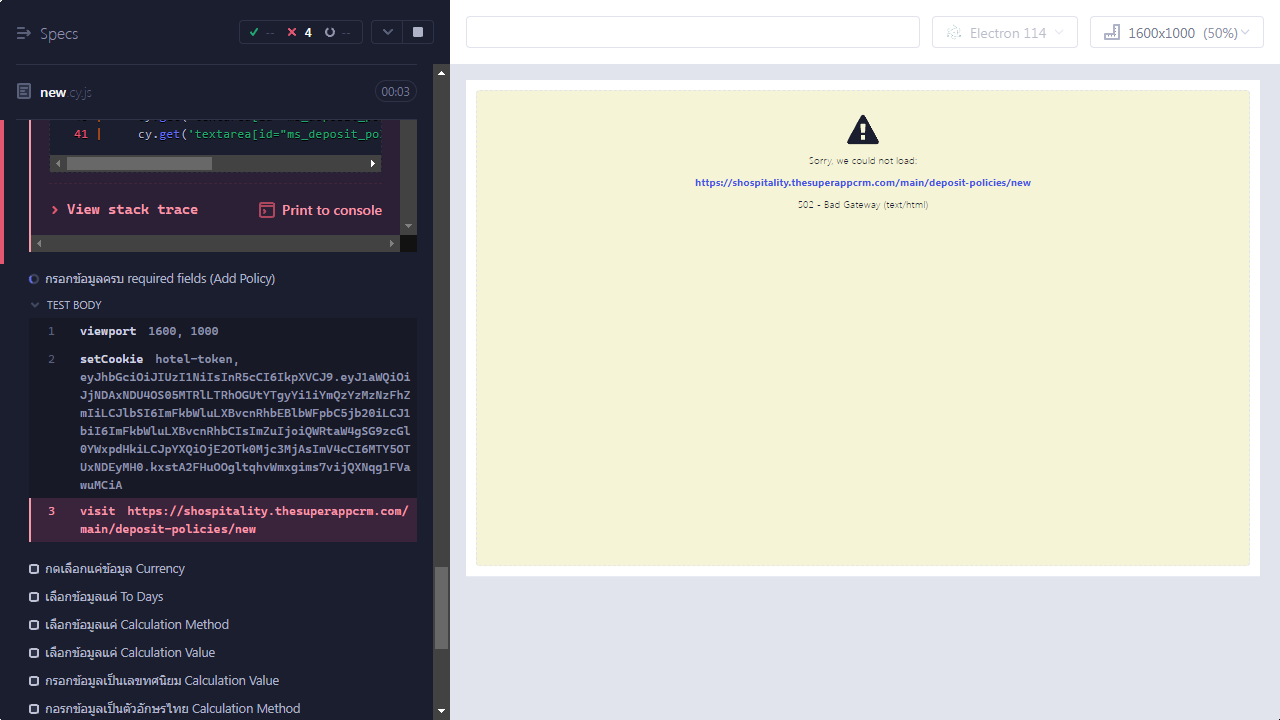 Specs
-- 4 --
Electron 114
1600x1000 (50%)
new.cy.js
00:03
41 | cy.get('textarea[id="ms_deposit_po
View stack trace
Print to console
กรอกข้อมูลครบ required fields (Add Policy)
TEST BODY
1 viewport 1600, 1000
2 setCookie hotel-token,
eyJhbGciOiJIUzI1NiIsInR5cCI6IkpXVCJ9.eyJ1aWQiOi
JjNDAxNDU4OS05MTRlLTRhOGUtYTgyYi1iYmQzYzMzNzFhZ
mIiLCJlbSI6ImFkbWluLXBvcnRhbEBlbWFpbC5jb20iLCJ1
biI6ImFkbWluLXBvcnRhbCIsImZuIjoiQWRtaW4gSG9zcGl
0YWxpdHkiLCJpYXQiOjE2OTk0Mjc3MjAsImV4cCI6MTY5OT
UxNDEyMH0.kxstA2FHuOOgltqhvWmxgims7vijQXNqg1FVa
wuMCiA
3 visit https://shospitality.thesuperappcrm.com/
main/deposit-policies/new
กดเลือกแค่ข้อมูล Currency
เลือกข้อมูลแค่ To Days
เลือกข้อมูลแค่ Calculation Method
เลือกข้อมูลแค่ Calculation Value
กรอกข้อมูลเป็นเลขทศนิยม Calculation Value
กอรกข้อมูลเป็นตัวอักษรไทย Calculation Method
Sorry, we could not load:
https://shospitality.thesuperappcrm.com/main/deposit-policies/new
502 - Bad Gateway (text/html)